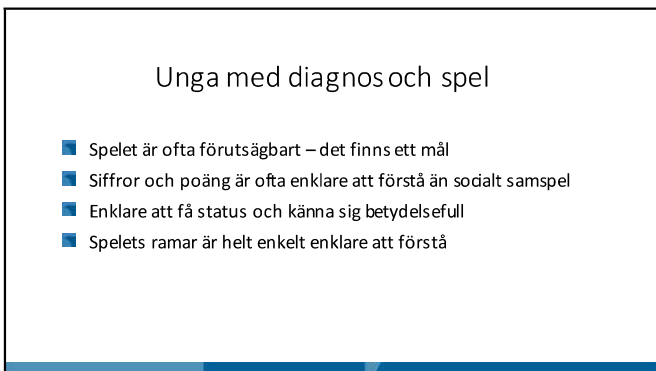 Unga med diagnos och spel
Spelet är ofta förutsägbart – det finns ett mål
Siffror och poäng är ofta enklare att förstå än socialt samspel
Enklare att få status och känna sig betydelsefull
Spelets ramar är helt enkelt enklare att förstå